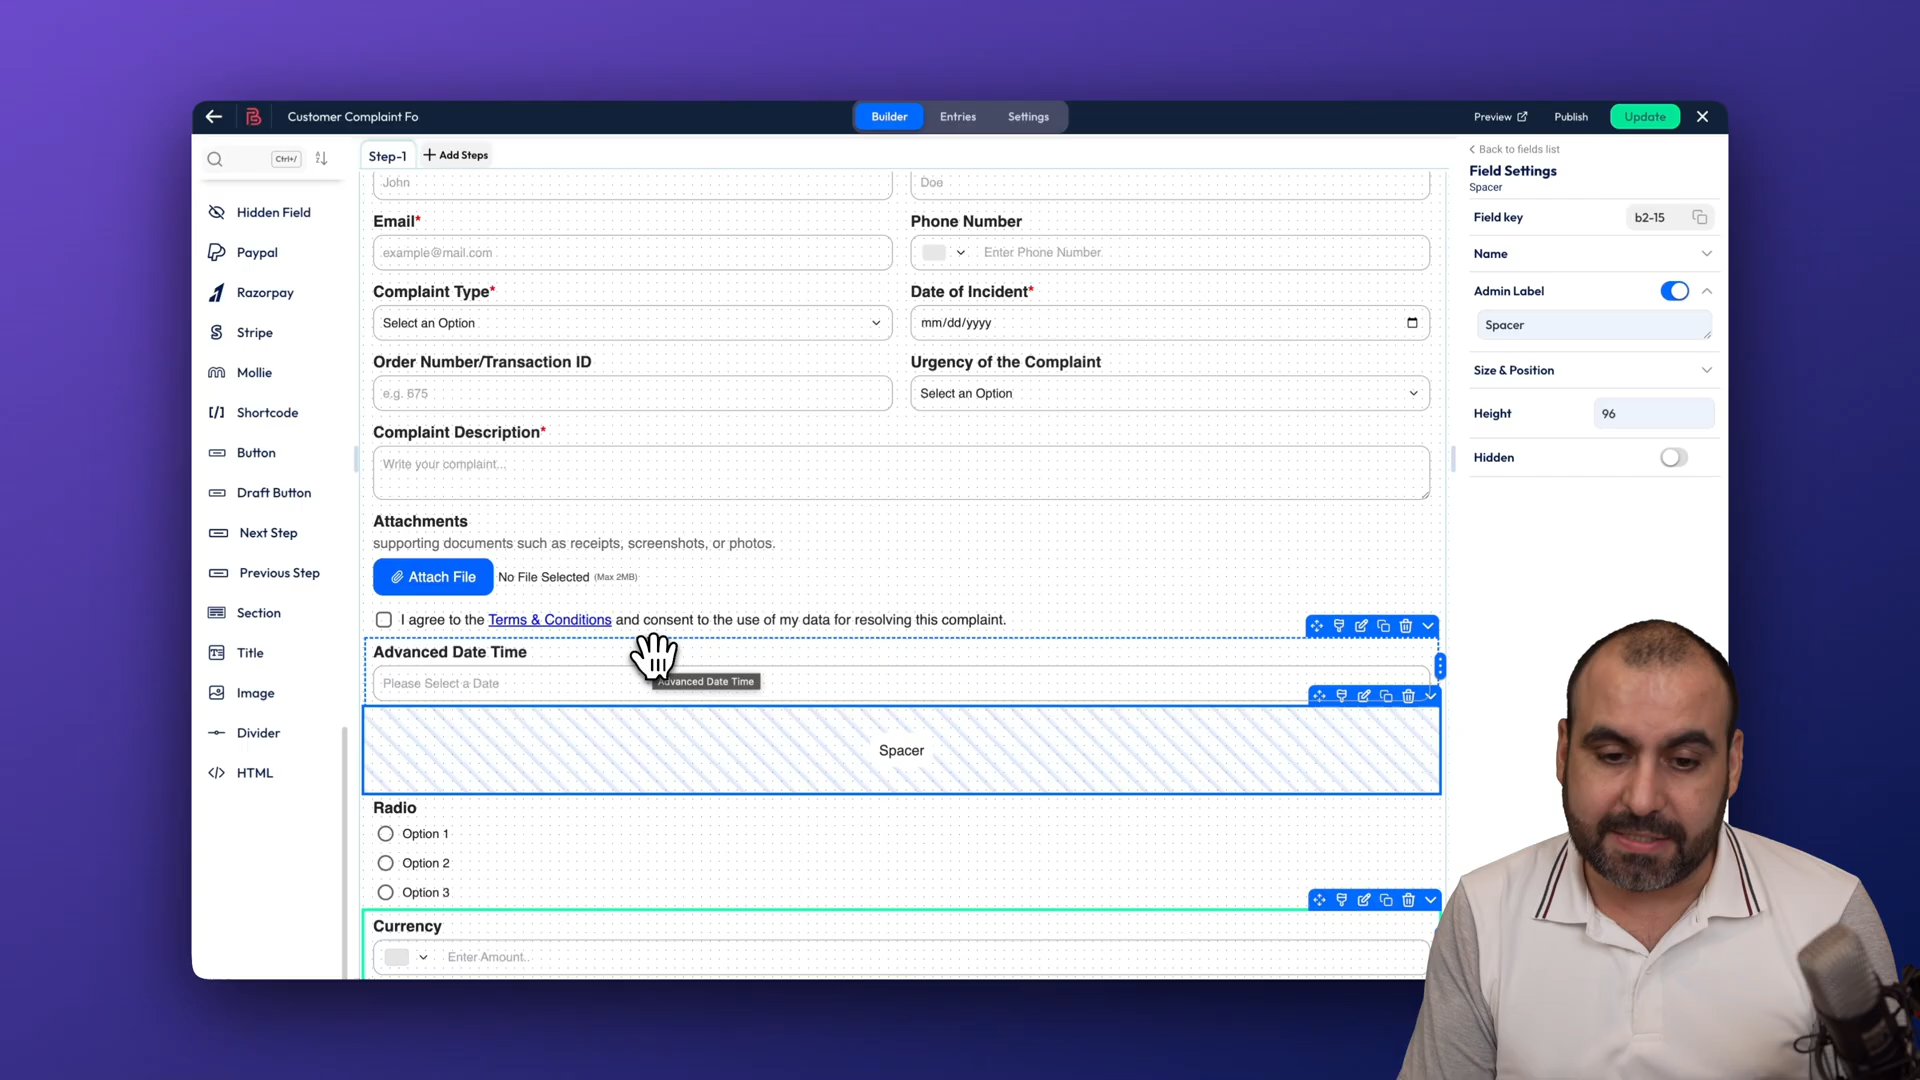 Customer Complaint Fo
Builder
Entries
Settings
Preview
Publish
Update
Ctrl+/
Step-1
+ Add Steps
Hidden Field
Paypal
Razorpay
Stripe
Mollie
Shortcode
Button
Draft Button
Next Step
Previous Step
Section
Title
Image
Divider
HTML
John
Doe
Email*
Phone Number
example@mail.com
Enter Phone Number
Complaint Type*
Date of Incident*
Select an Option
mm/dd/yyyy
Order Number/Transaction ID
Urgency of the Complaint
e.g. 675
Select an Option
Complaint Description*
Write your complaint...
Attachments
supporting documents such as receipts, screenshots, or photos.
Attach File
No File Selected (Max 2MB)
I agree to the Terms & Conditions and consent to the use of my data for resolving this complaint.
Advanced Date Time
Please Select a Date
Advanced Date Time
Spacer
Radio
Option 1
Option 2
Option 3
Currency
Enter Amount..
Back to fields list
Field Settings
Spacer
Field key
b2-15
Name
Admin Label
Spacer
Size & Position
Height
96
Hidden